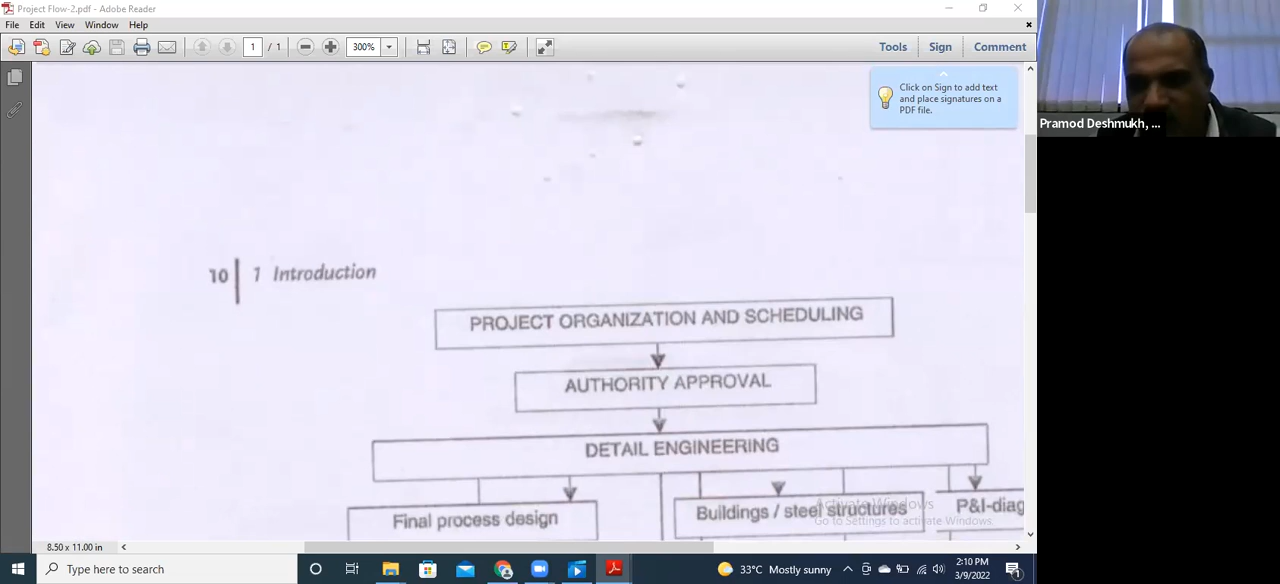 Project Flow-2.pdf - Adobe Reader
File Edit View Window Help
1 / 1
300%
Tools Sign Comment
Click on Sign to add text
and place signatures on a
PDF file.
Pramod Deshmukh, ...
10 | 1 Introduction
PROJECT ORGANIZATION AND SCHEDULING
AUTHORITY APPROVAL
DETAIL ENGINEERING
Final process design
Buildings / steel structures
P&I-diag
Activate Windows
Go to Settings to activate Windows.
8.50 x 11.00 in
Type here to search
33°C Mostly sunny
2:10 PM
3/9/2022
1